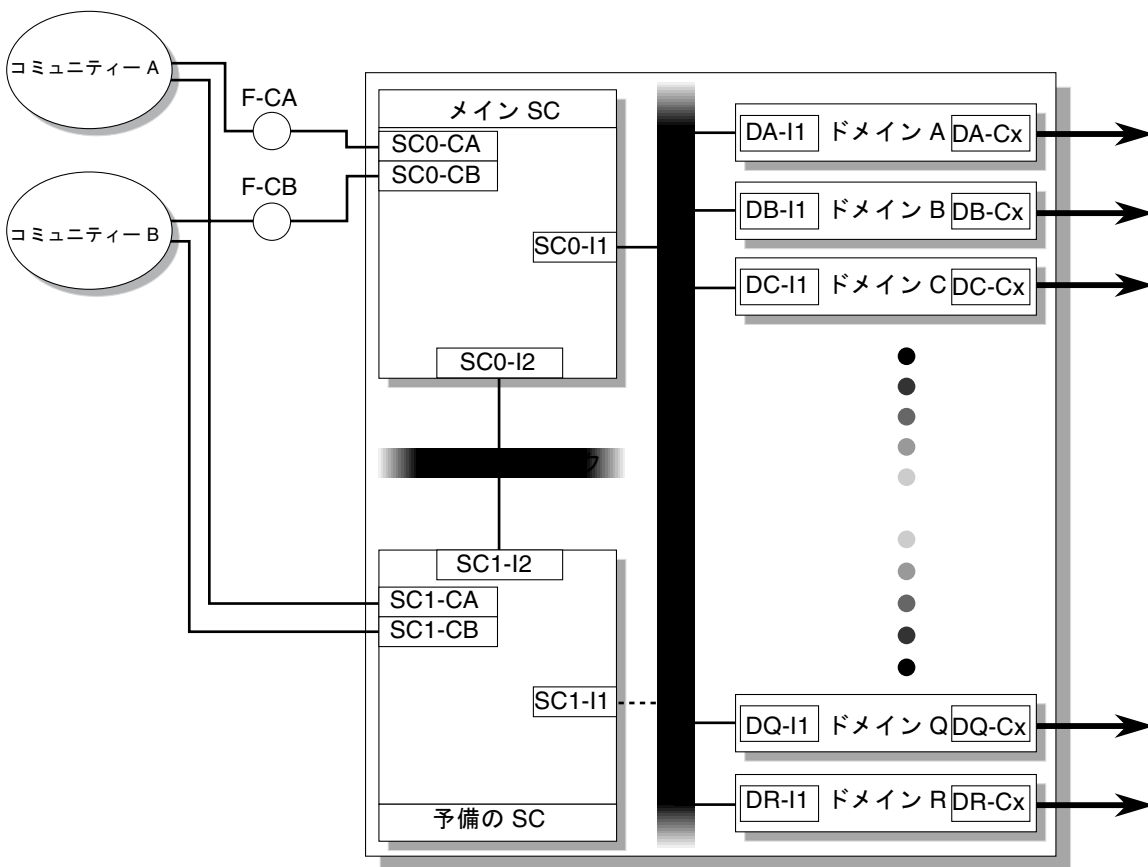 コミュニティー A
コミュニティー B
F-CA
F-CB
メイン SC
SC0-CA
SC0-CB
SC0-I1
SC0-I2
ク
SC1-I2
SC1-CA
SC1-CB
SC1-I1
予備の SC
DA-I1 ドメイン A DA-Cx
DB-I1 ドメイン B DB-Cx
DC-I1 ドメイン C DC-Cx
DQ-I1 ドメイン Q DQ-Cx
DR-I1 ドメイン R DR-Cx